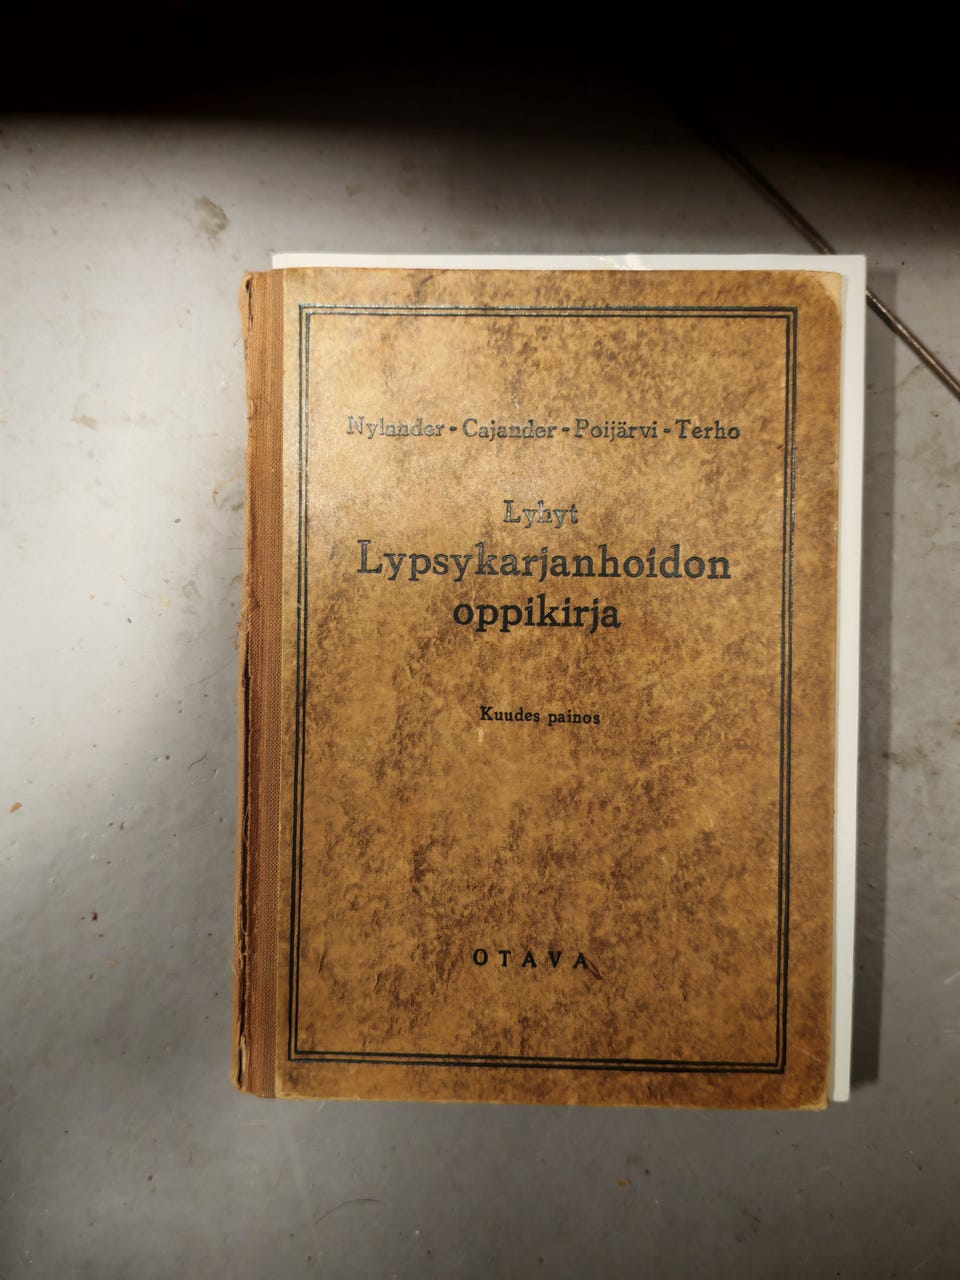 Nylander - Cajander - Poijärvi - Terho
Lyhyt
Lypsykarjanhoidon
oppikirja
Kuudes painos
OTAVA